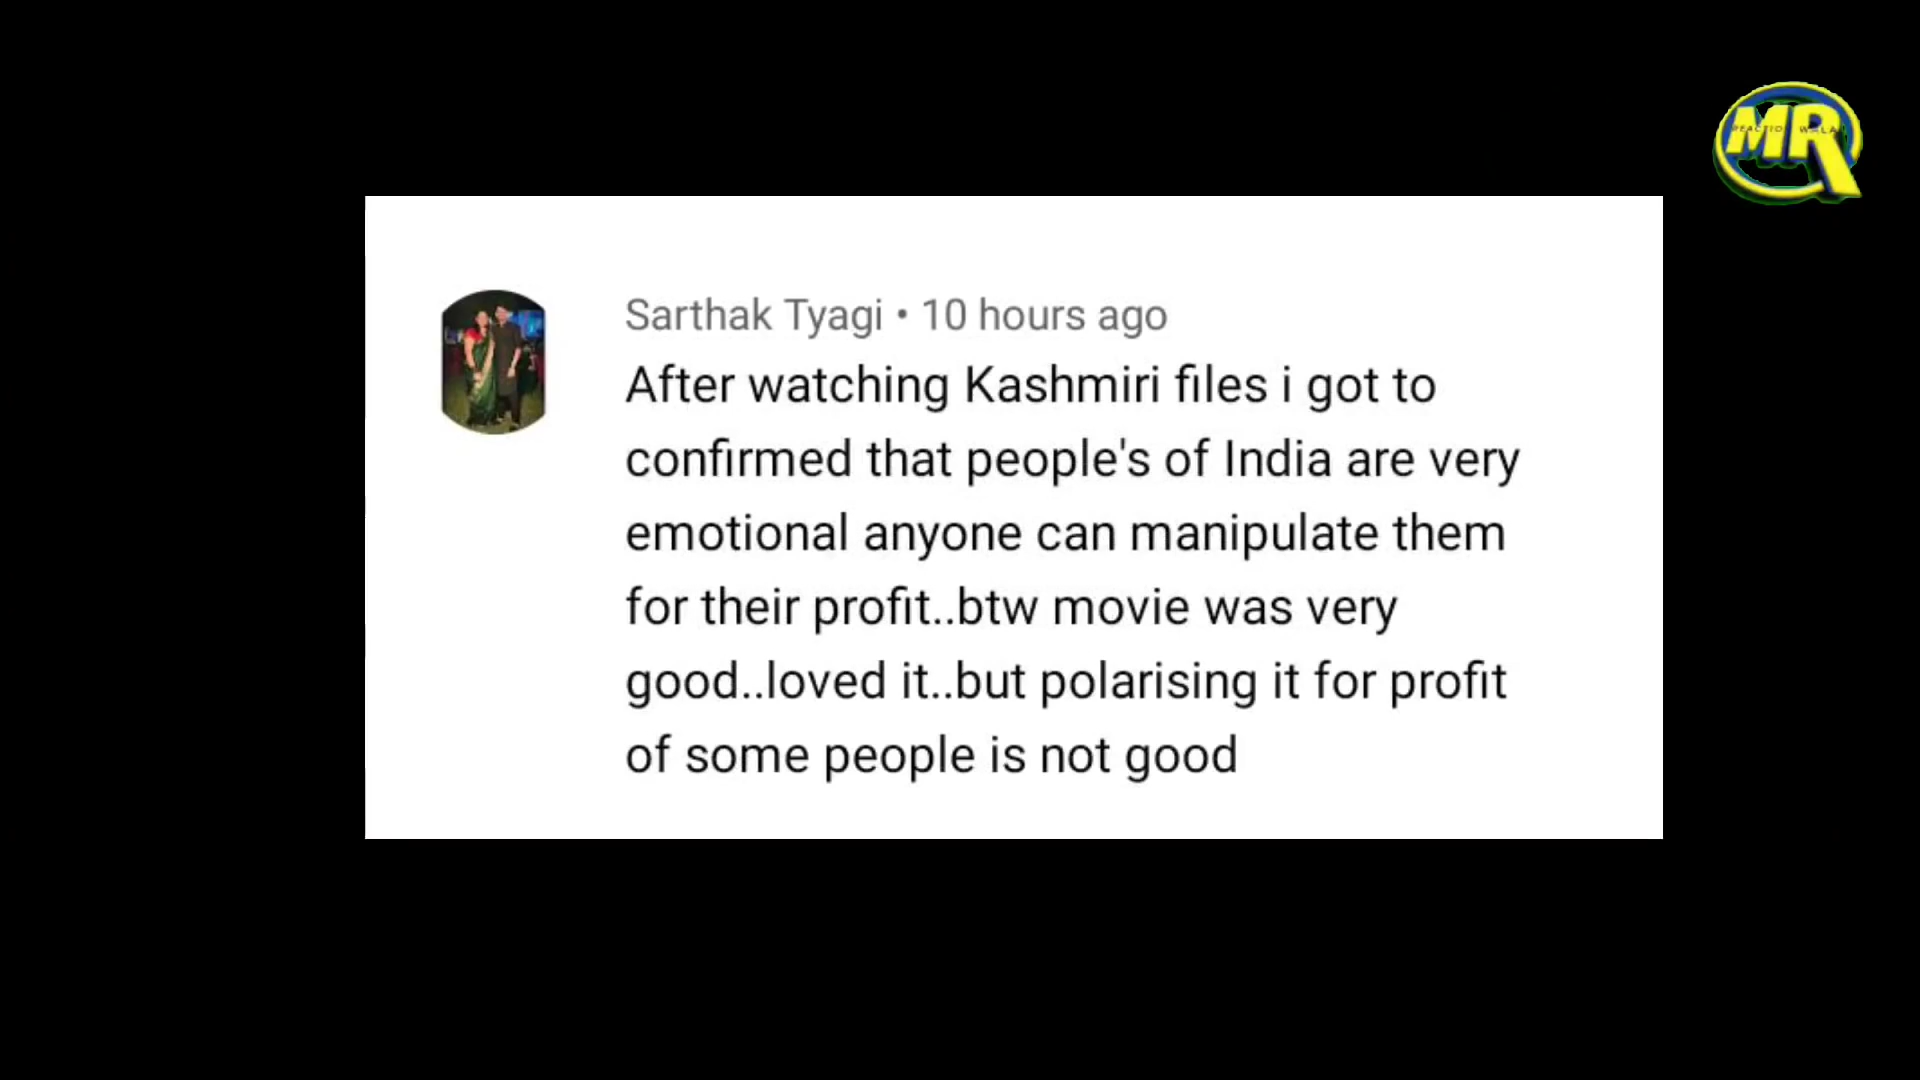 MR
REACTION WALA
Sarthak Tyagi • 10 hours ago
After watching Kashmiri files i got to
confirmed that people's of India are very
emotional anyone can manipulate them
for their profit..btw movie was very
good..loved it..but polarising it for profit
of some people is not good